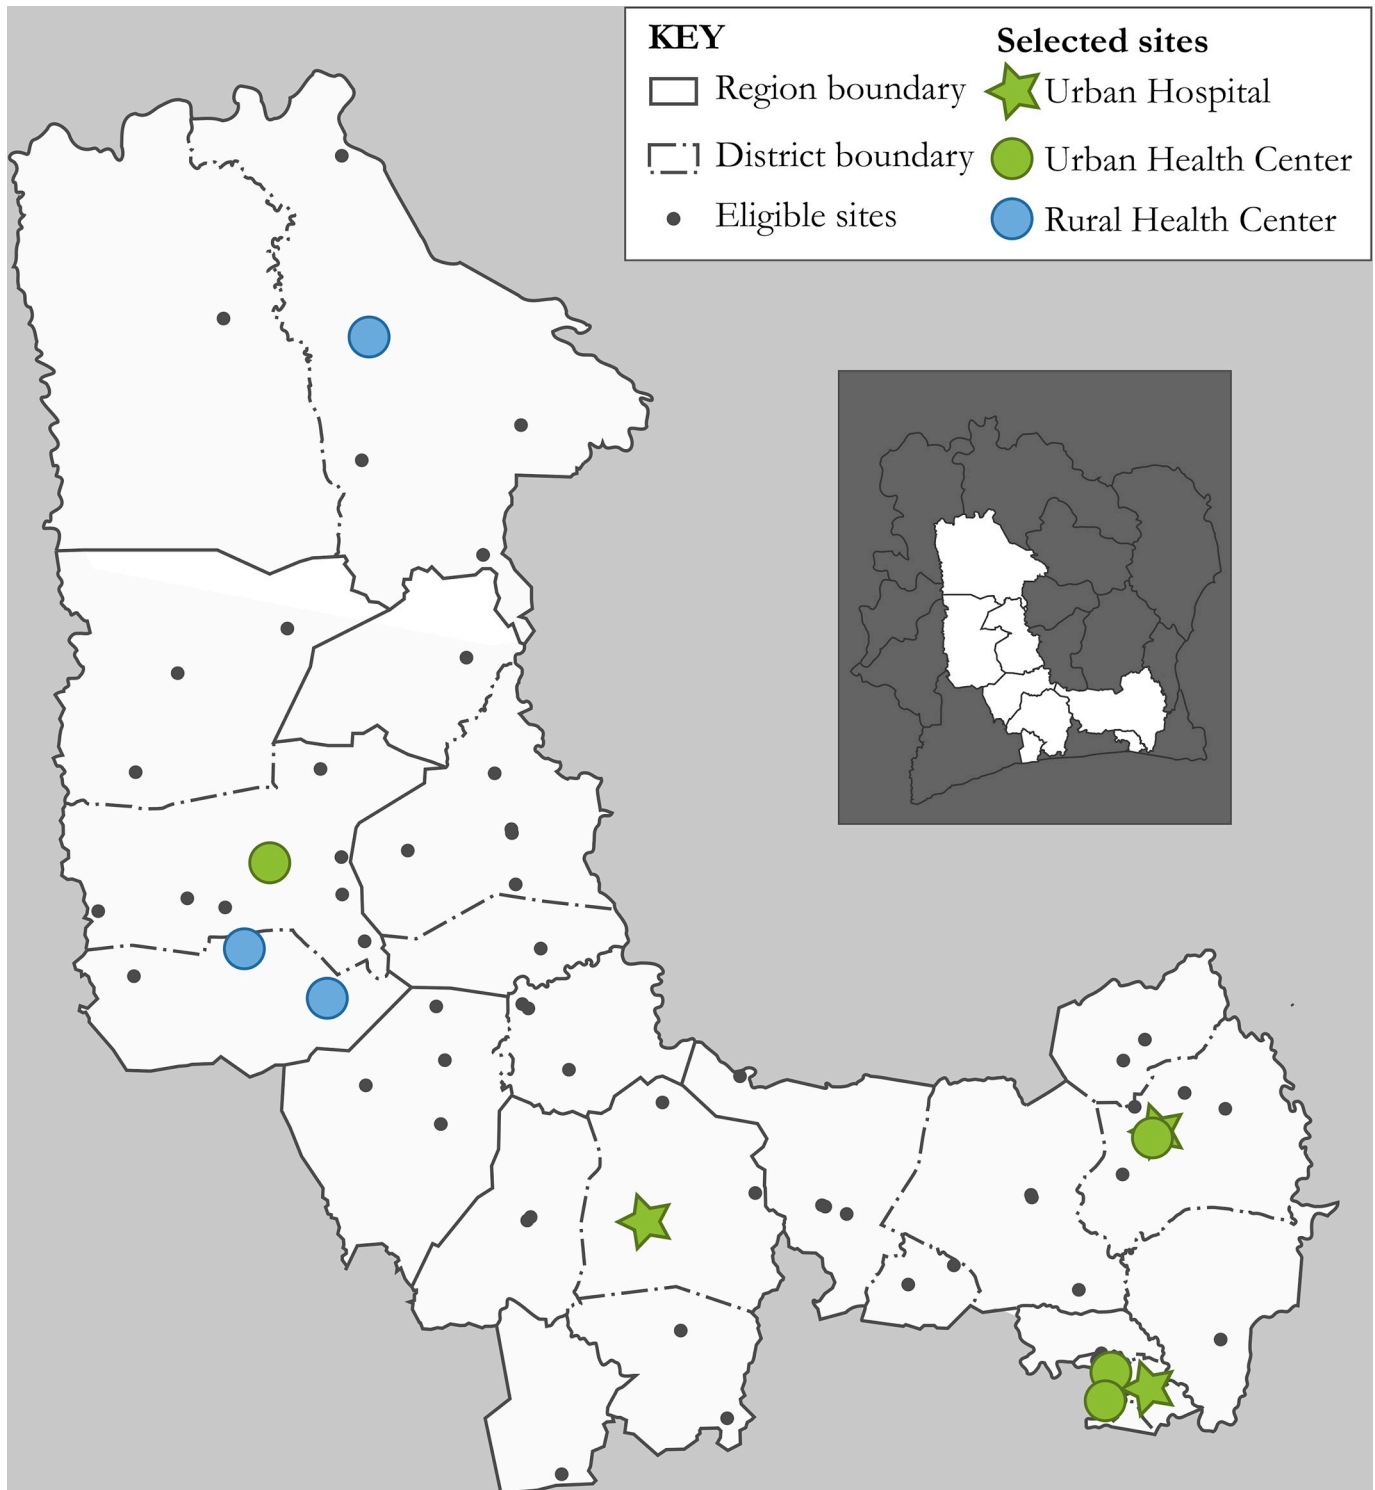 KEY
Region boundary
District boundary
Eligible sites
Selected sites
Urban Hospital
Urban Health Center
Rural Health Center